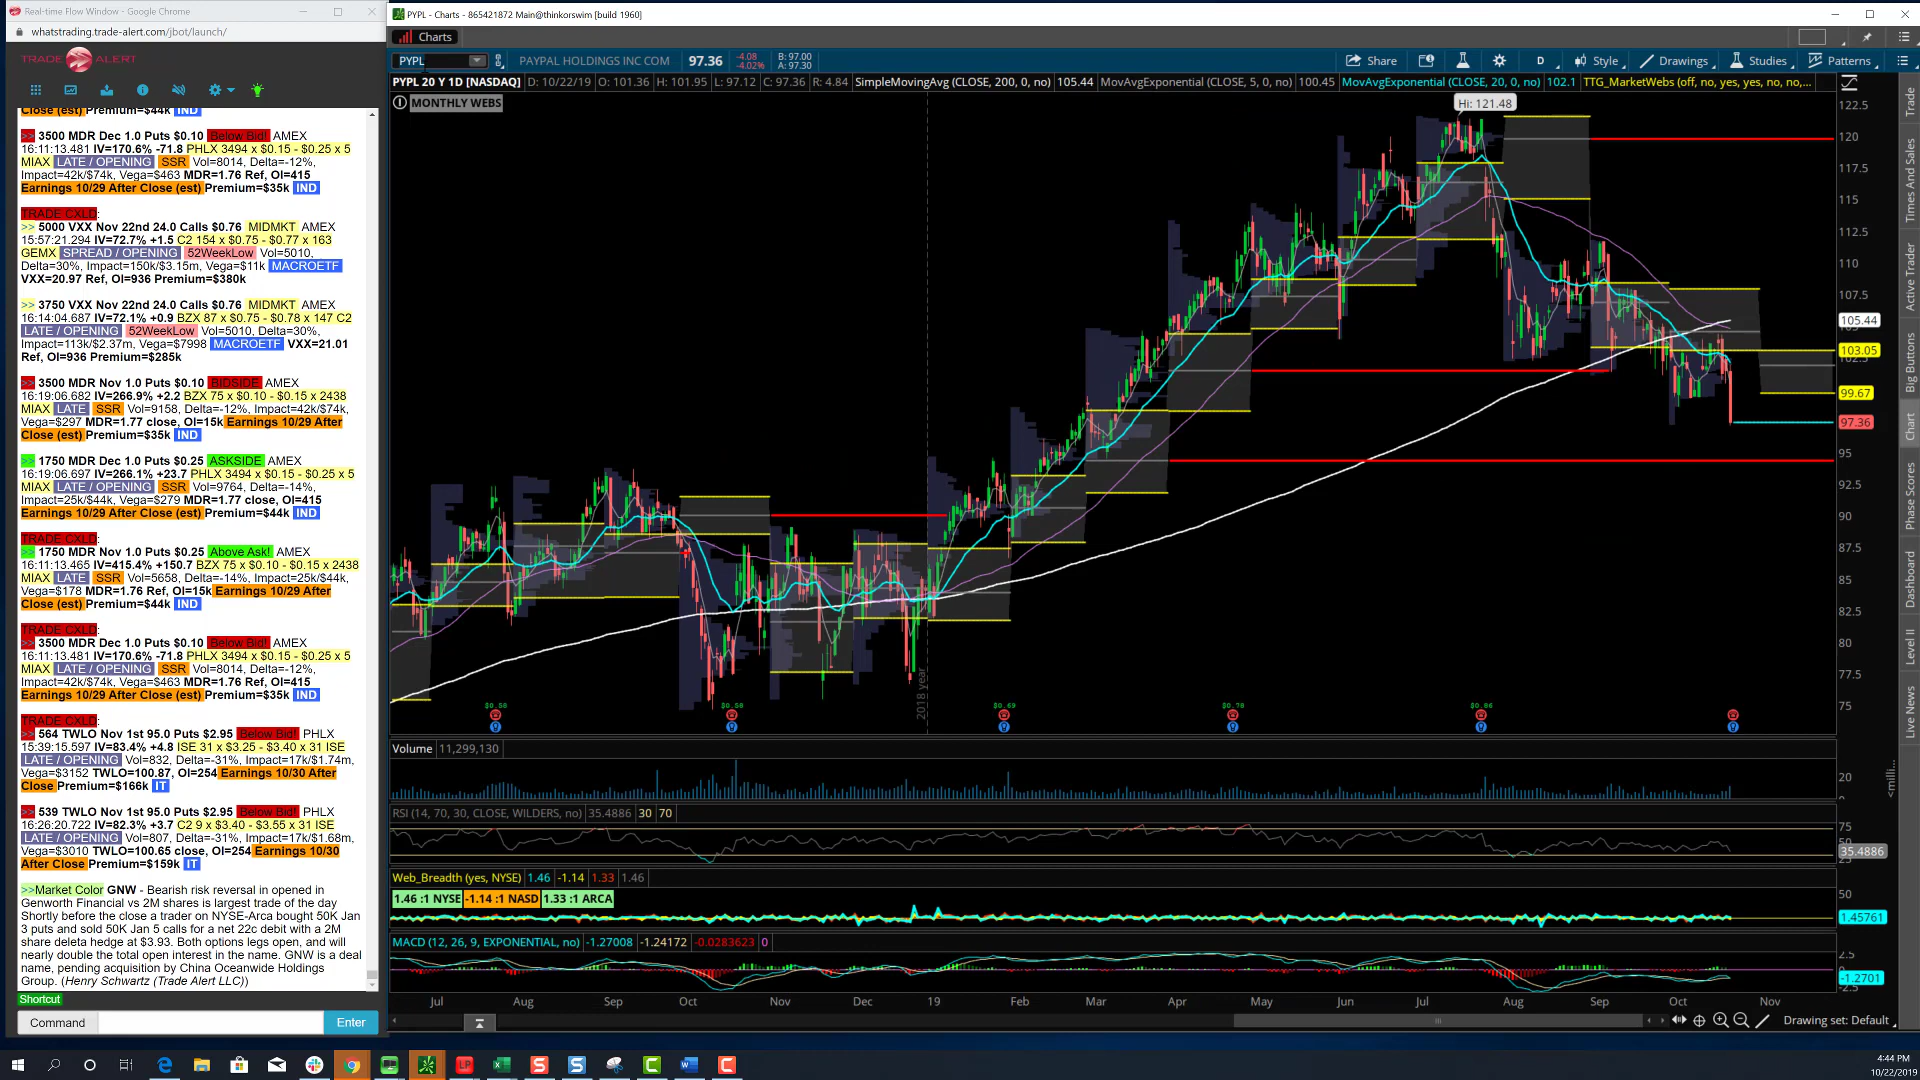 Real-time Flow Window - Google Chrome
whatstrading.trade-alert.com/jbot/launch/
TRADE ALERT
Close (est) Premium=$44k IND
>> 3500 MDR Dec 1.0 Puts $0.10 Below Bid! AMEX
16:11:13.481 IV=170.6% -71.8 PHLX 3494 x $0.15 - $0.25 x 5
MIAX LATE / OPENING SSR Vol=8014, Delta=-12%,
Impact=42k/$74k, Vega=$463 MDR=1.76 Ref, OI=415
Earnings 10/29 After Close (est) Premium=$35k IND
TRADE CXLD:
>> 5000 VXX Nov 22nd 24.0 Calls $0.76 MIDMKT AMEX
15:57:21.294 IV=72.7% +1.5 C2 154 x $0.75 - $0.77 x 163
GEMX SPREAD / OPENING 52WeekLow Vol=5010,
Delta=30%, Impact=150k/$3.15m, Vega=$11k MACROETF
VXX=20.97 Ref, OI=936 Premium=$380k
>> 3750 VXX Nov 22nd 24.0 Calls $0.76 MIDMKT AMEX
16:14:04.687 IV=72.1% +0.9 BZX 87 x $0.75 - $0.78 x 147 C2
LATE / OPENING 52WeekLow Vol=5010, Delta=30%,
Impact=113k/$2.37m, Vega=$7998 MACROETF VXX=21.01
Ref, OI=936 Premium=$285k
>> 3500 MDR Nov 1.0 Puts $0.10 BIDSIDE AMEX
16:19:06.682 IV=266.9% +2.2 BZX 75 x $0.10 - $0.15 x 2438
MIAX LATE SSR Vol=9158, Delta=-12%, Impact=42k/$74k,
Vega=$297 MDR=1.77 close, OI=15k Earnings 10/29 After
Close (est) Premium=$35k IND
>> 1750 MDR Dec 1.0 Puts $0.25 ASKSIDE AMEX
16:19:06.697 IV=266.1% +23.7 PHLX 3494 x $0.15 - $0.25 x 5
MIAX LATE / OPENING SSR Vol=9764, Delta=-14%,
Impact=25k/$44k, Vega=$279 MDR=1.77 close, OI=415
Earnings 10/29 After Close (est) Premium=$44k IND
TRADE CXLD:
>> 1750 MDR Nov 1.0 Puts $0.25 Above Ask! AMEX
16:11:13.465 IV=415.4% +150.7 BZX 75 x $0.10 - $0.15 x 2438
MIAX LATE SSR Vol=5658, Delta=-14%, Impact=25k/$44k,
Vega=$178 MDR=1.76 Ref, OI=15k Earnings 10/29 After
Close (est) Premium=$44k IND
TRADE CXLD:
>> 3500 MDR Dec 1.0 Puts $0.10 Below Bid! AMEX
16:11:13.481 IV=170.6% -71.8 PHLX 3494 x $0.15 - $0.25 x 5
MIAX LATE / OPENING SSR Vol=8014, Delta=-12%,
Impact=42k/$74k, Vega=$463 MDR=1.76 Ref, OI=415
Earnings 10/29 After Close (est) Premium=$35k IND
TRADE CXLD:
>> 564 TWLO Nov 1st 95.0 Puts $2.95 Below Bid! PHLX
15:39:15.597 IV=83.4% +4.8 ISE 31 x $3.25 - $3.40 x 31 ISE
LATE / OPENING Vol=832, Delta=-31%, Impact=17k/$1.74m,
Vega=$3152 TWLO=100.87, OI=254 Earnings 10/30 After
Close Premium=$166k IT
>> 539 TWLO Nov 1st 95.0 Puts $2.95 Below Bid! PHLX
16:26:20.722 IV=82.3% +3.7 C2 9 x $3.40 - $3.55 x 31 ISE
LATE / OPENING Vol=807, Delta=-31%, Impact=17k/$1.68m,
Vega=$3010 TWLO=100.65 close, OI=254 Earnings 10/30
After Close Premium=$159k IT
>>Market Color GNW - Bearish risk reversal in opened in
Genworth Financial vs 2M shares is largest trade of the day
Shortly before the close a trader on NYSE-Arca bought 50K Jan
3 puts and sold 50K Jan 5 calls for a net 22c debit with a 2M
share deleta hedge at $3.93. Both options legs open, and will
nearly double the total open interest in the name. GNW is a deal
name, pending acquisition by China Oceanwide Holdings
Group. (Henry Schwartz (Trade Alert LLC))
Shortcut
Command
Enter
PYPL - Charts - 865421872 Main@thinkorswim [build 1960]
Charts
PYPL
PAYPAL HOLDINGS INC COM
97.36
-4.08
-4.02%
B: 97.00
A: 97.30
Share
D
Style
Drawings
Studies
Patterns
PYPL 20 Y 1D [NASDAQ] D: 10/22/19 O: 101.36 H: 101.95 L: 97.12 C: 97.36 R: 4.84 SimpleMovingAvg (CLOSE, 200, 0, no) 105.44 MovAvgExponential (CLOSE, 5, 0, no) 100.45 MovAvgExponential (CLOSE, 20, 0, no) 102.1 TTG_MarketWebs (off, no, yes, yes, no, no,...
MONTHLY WEBS
Hi: 121.48
122.5
120
117.5
115
112.5
110
107.5
105.44
103.05
99.67
97.36
95
92.5
90
87.5
85
82.5
80
77.5
75
2018 year
$0.58
$0.58
$0.69
$0.78
$0.86
Volume 11,299,130
20
<milli...
RSI (14, 70, 30, CLOSE, WILDERS, no) 35.4886 30 70
75
35.4886
Web_Breadth (yes, NYSE) 1.46 -1.14 1.33 1.46
1.46 :1 NYSE -1.14 :1 NASD 1.33 :1 ARCA
50
1.45761
MACD (12, 26, 9, EXPONENTIAL, no) -1.27008 -1.24172 -0.0283623 0
2.5
-1.2701
Jul Aug Sep Oct Nov Dec 19 Feb Mar Apr May Jun Jul Aug Sep Oct Nov
Drawing set: Default
Trade
Times And Sales
Active Trader
Big Buttons
Chart
Phase Scores
Dashboard
Level II
Live News
4:44 PM
10/22/2019